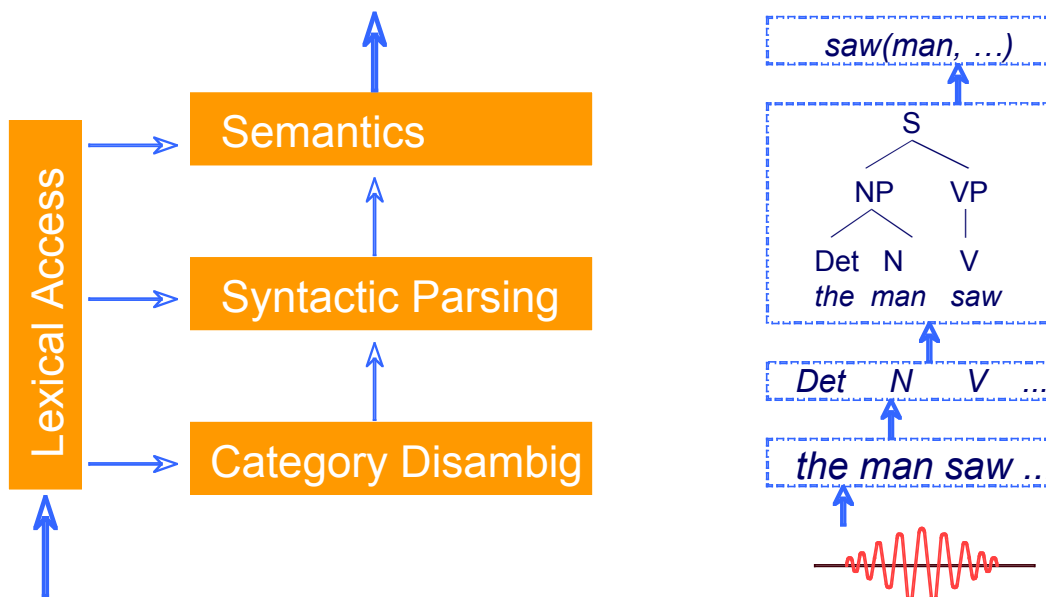 Lexical Access
Semantics
Syntactic Parsing
Category Disambig
saw(man, …)
S
NP VP
Det N V
the man saw
Det N V ...
the man saw ..